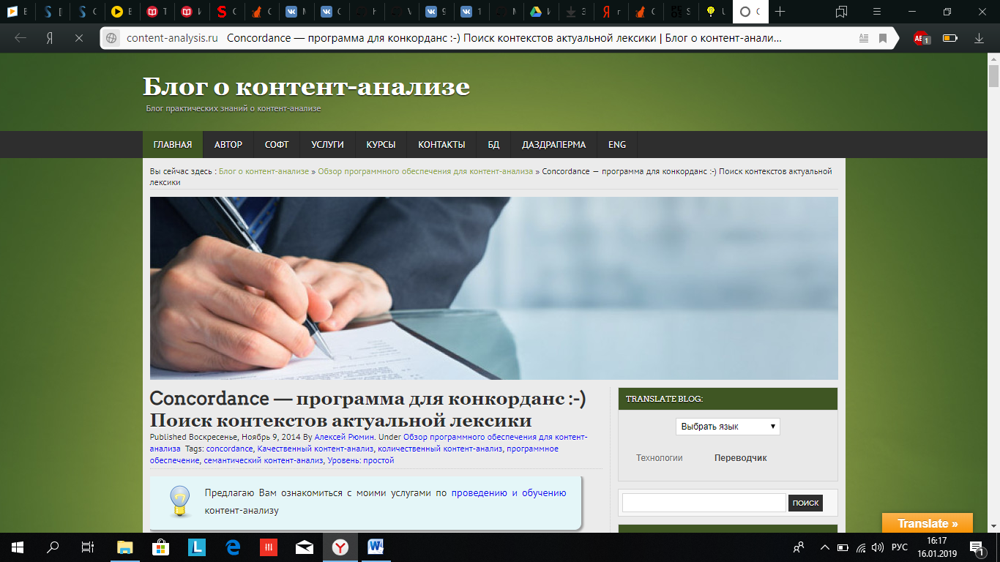 content-analysis.ru Concordance — программа для конкорданс :-) Поиск контекстов актуальной лексики | Блог о контент-анали...
ABP
1
Блог о контент-анализе
Блог практических знаний о контент-анализе
ГЛАВНАЯ АВТОР СОФТ УСЛУГИ КУРСЫ КОНТАКТЫ БД ДАЗДРАПЕРМА ENG
Вы сейчас здесь : Блог о контент-анализе » Обзор программного обеспечения для контент-анализа » Concordance — программа для конкорданс :-) Поиск контекстов актуальной
лексики
Concordance — программа для конкорданс :-)
Поиск контекстов актуальной лексики
Published Воскресенье, Ноябрь 9, 2014 By Алексей Рюмин. Under Обзор программного обеспечения для контент-
анализа Tags: concordance, Качественный контент-анализ, количественный контент-анализ, программное
обеспечение, семантический контент-анализ, Уровень: простой
Предлагаю Вам ознакомиться с моими услугами по проведению и обучению
контент-анализу
TRANSLATE BLOG:
Выбрать язык
Технологии Переводчик
ПОИСК
Translate »
РУС
16:17
16.01.2019
1